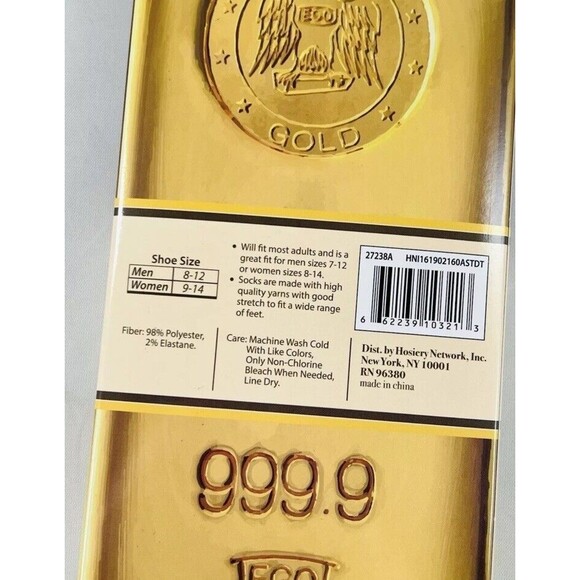 EGO
GOLD
Shoe Size
Men 8-12
Women 9-14
• Will fit most adults and is a
great fit for men sizes 7-12
or women sizes 8-14.
• Socks are made with high
quality yarns with good
stretch to fit a wide range
of feet.
Fiber: 98% Polyester,
2% Elastane.
Care: Machine Wash Cold
With Like Colors,
Only Non-Chlorine
Bleach When Needed,
Line Dry.
27238A HNI161902160ASTDT
6 62239 10321 3
Dist. by Hosiery Network, Inc.
New York, NY 10001
RN 96380
made in china
999.9
EGO